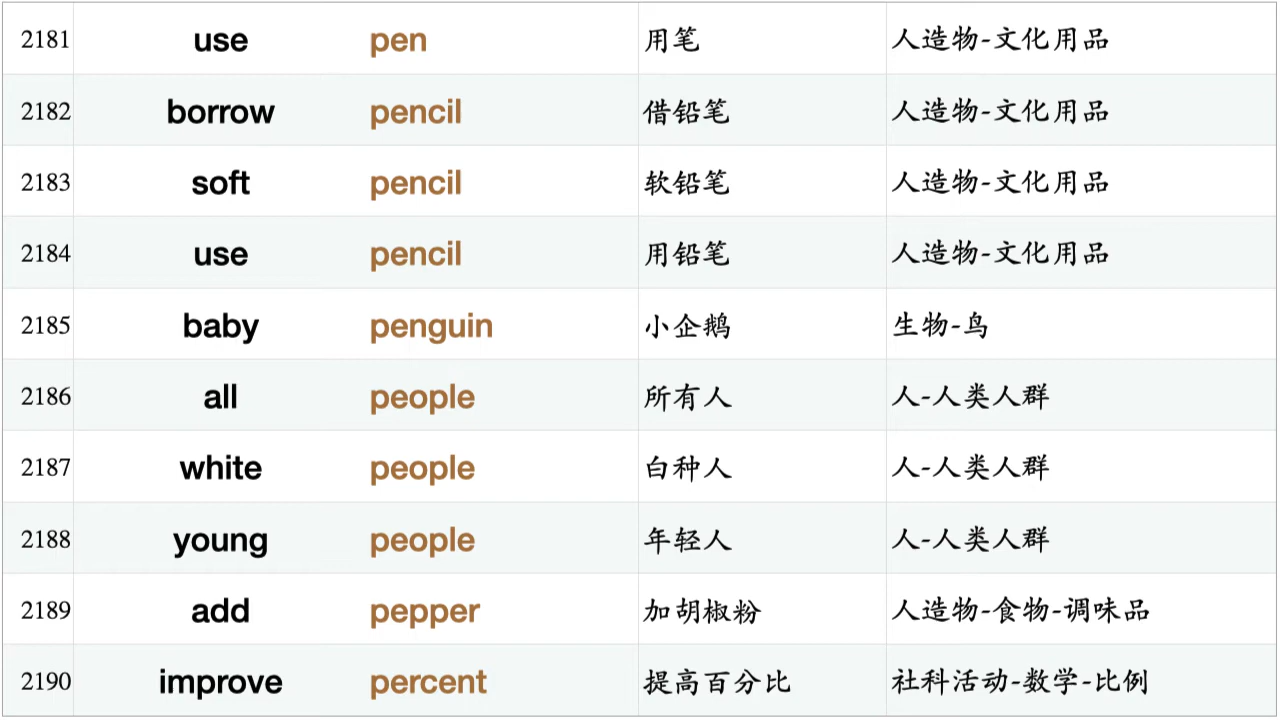 2181 use pen 用笔 人造物-文化用品
2182 borrow pencil 借铅笔 人造物-文化用品
2183 soft pencil 软铅笔 人造物-文化用品
2184 use pencil 用铅笔 人造物-文化用品
2185 baby penguin 小企鹅 生物-鸟
2186 all people 所有人 人-人类人群
2187 white people 白种人 人-人类人群
2188 young people 年轻人 人-人类人群
2189 add pepper 加胡椒粉 人造物-食物-调味品
2190 improve percent 提高百分比 社科活动-数学-比例